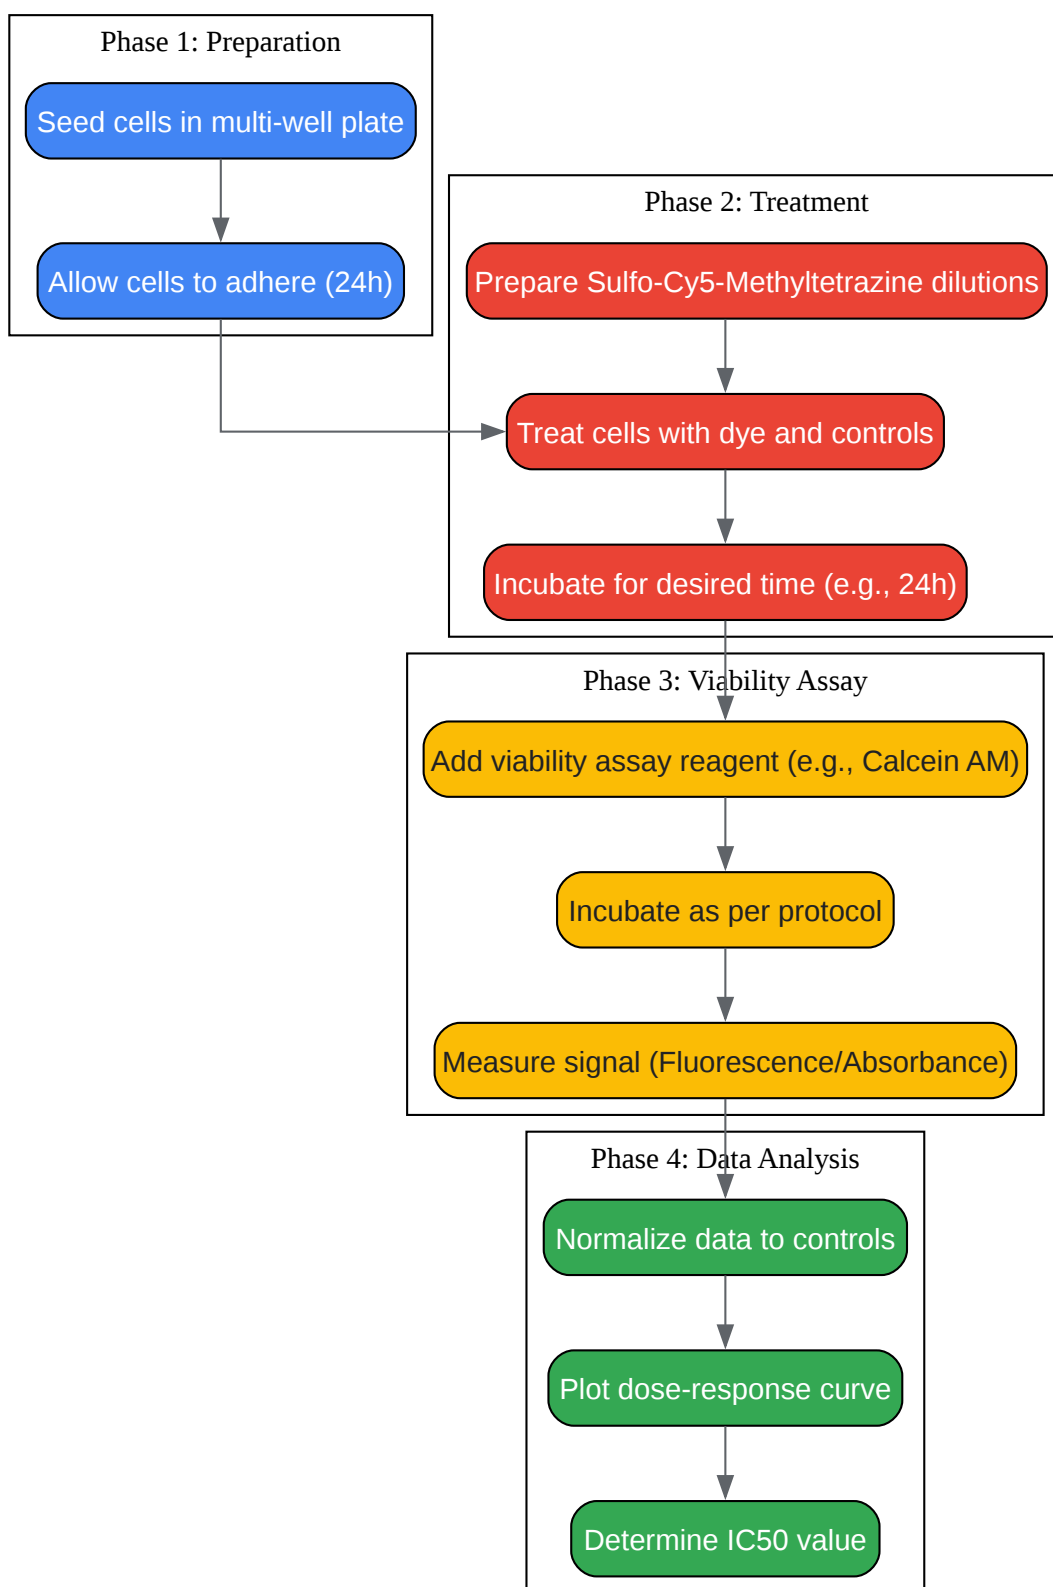 Phase 1: Preparation
Seed cells in multi-well plate
Allow cells to adhere (24h)
Phase 2: Treatment
Prepare Sulfo-Cy5-Methyltetrazine dilutions
Treat cells with dye and controls
Incubate for desired time (e.g., 24h)
Phase 3: Viability Assay
Add viability assay reagent (e.g., Calcein AM)
Incubate as per protocol
Measure signal (Fluorescence/Absorbance)
Phase 4: Data Analysis
Normalize data to controls
Plot dose-response curve
Determine IC50 value